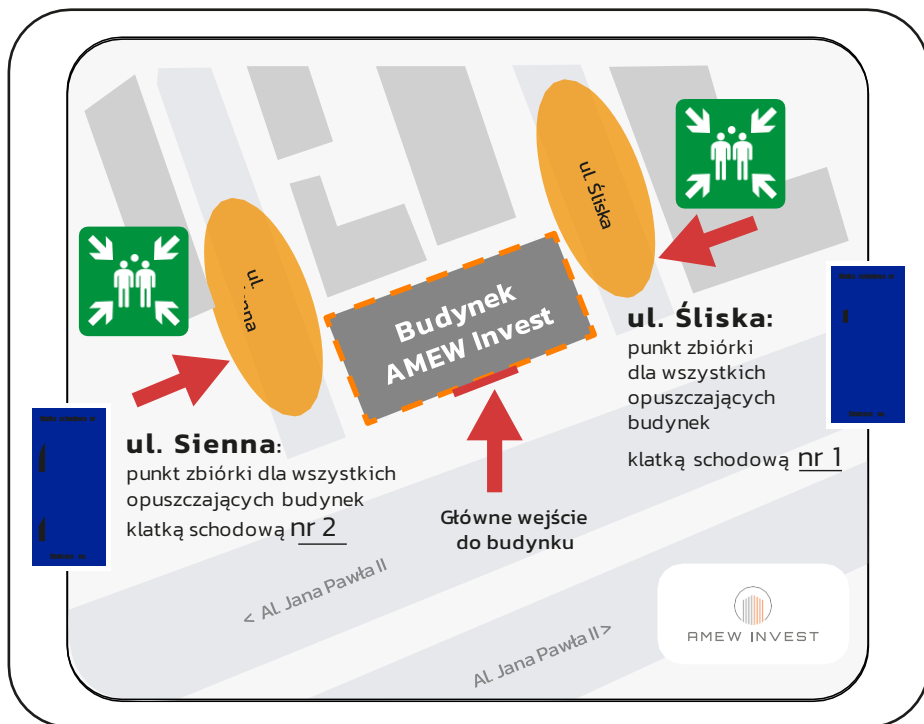 ul. Śliska
ul.
Budynek
AMEW Invest
ul. Śliska:
punkt zbiórki
dla wszystkich
opuszczających
budynek
klatką schodową nr 1
ul. Sienna:
punkt zbiórki dla wszystkich
opuszczających budynek
klatką schodową nr 2
Główne wejście
do budynku
< Al. Jana Pawła II
Al. Jana Pawła II >
AMEW INVEST